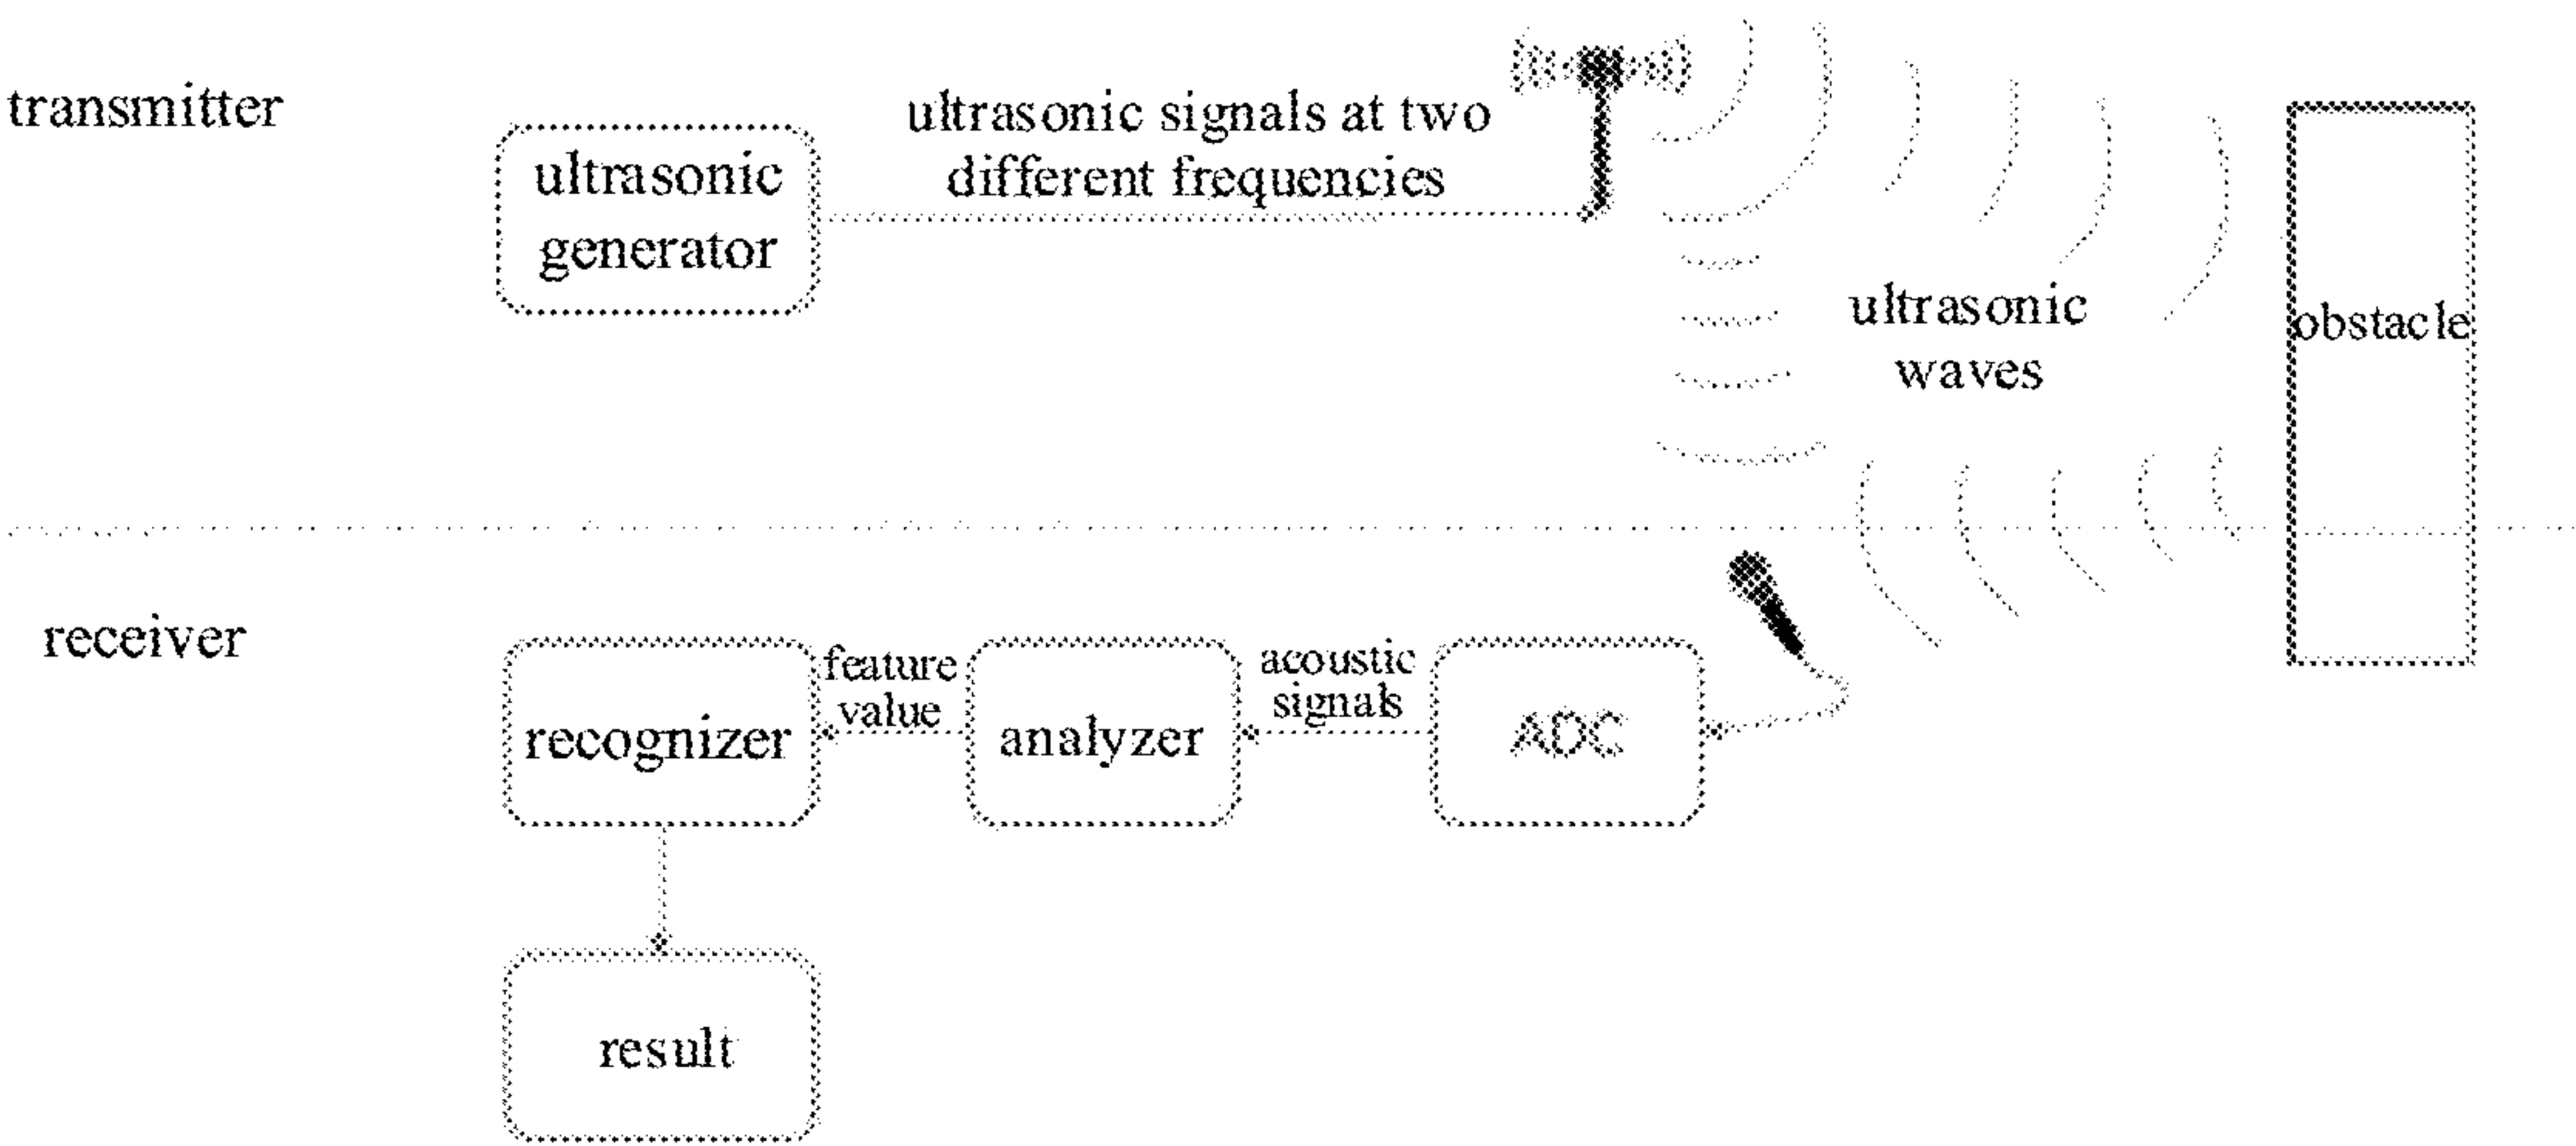 transmitter
ultrasonic
generator
ultrasonic signals at two
different frequencies
ultrasonic
waves
obstacle
receiver
recognizer
feature
value
analyzer
acoustic
signals
ADC
result